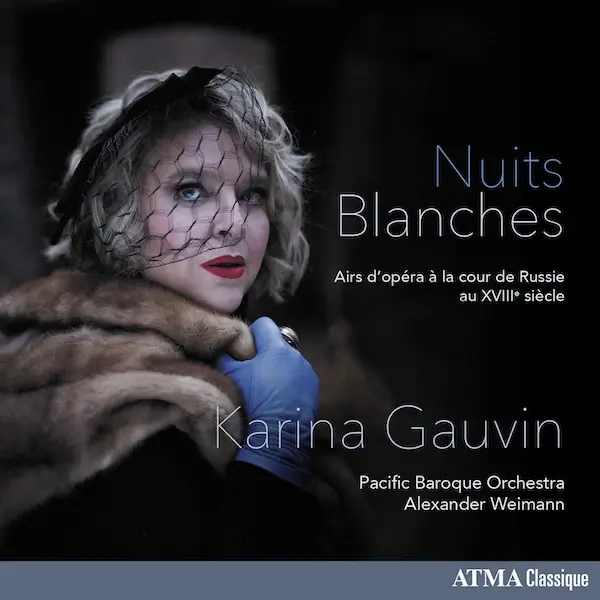 Nuits
Blanches
Airs d'opéra à la cour de Russie
au XVIIIᵉ siècle
Karina Gauvin
Pacific Baroque Orchestra
Alexander Weimann
ATMA Classique